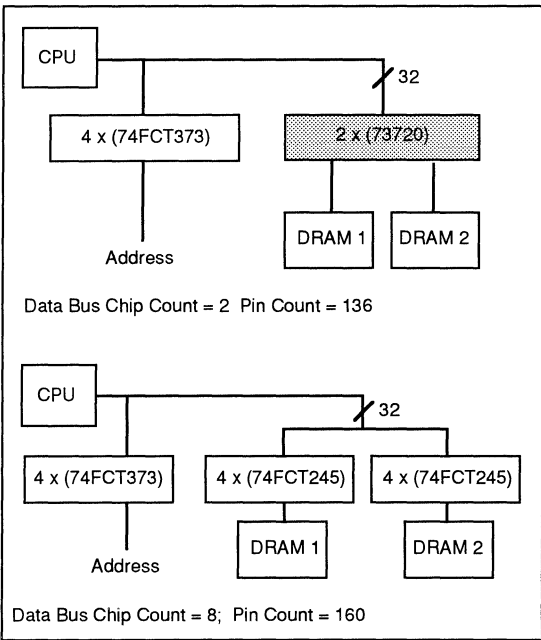 CPU
32
4 x (74FCT373)
2 x (73720)
DRAM 1
DRAM 2
Address
Data Bus Chip Count = 2 Pin Count = 136
CPU
32
4 x (74FCT373)
4 x (74FCT245)
4 x (74FCT245)
DRAM 1
DRAM 2
Address
Data Bus Chip Count = 8; Pin Count = 160